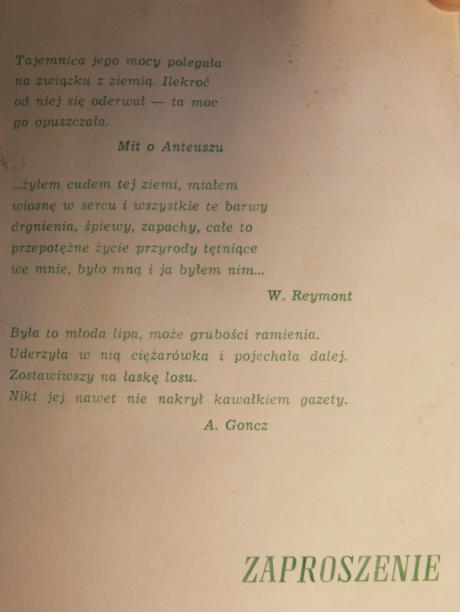 Tajemnica jego mocy polegała
na związku z ziemią. Ilekroć
od niej się oderwał — ta moc
go opuszczała.
Mit o Anteuszu
...żyłem cudem tej ziemi, miałem
wiosnę w sercu i wszystkie te barwy
drgnienia, śpiewy, zapachy, całe to
przepotężne życie przyrody tętniące
we mnie, było mną i ja byłem nim...
W. Reymont
Była to młoda lipa, może grubości ramienia.
Uderzyła w nią ciężarówka i pojechała dalej.
Zostawiwszy na łaskę losu.
Nikt jej nawet nie nakrył kawałkiem gazety.
A. Goncz
ZAPROSZENIE